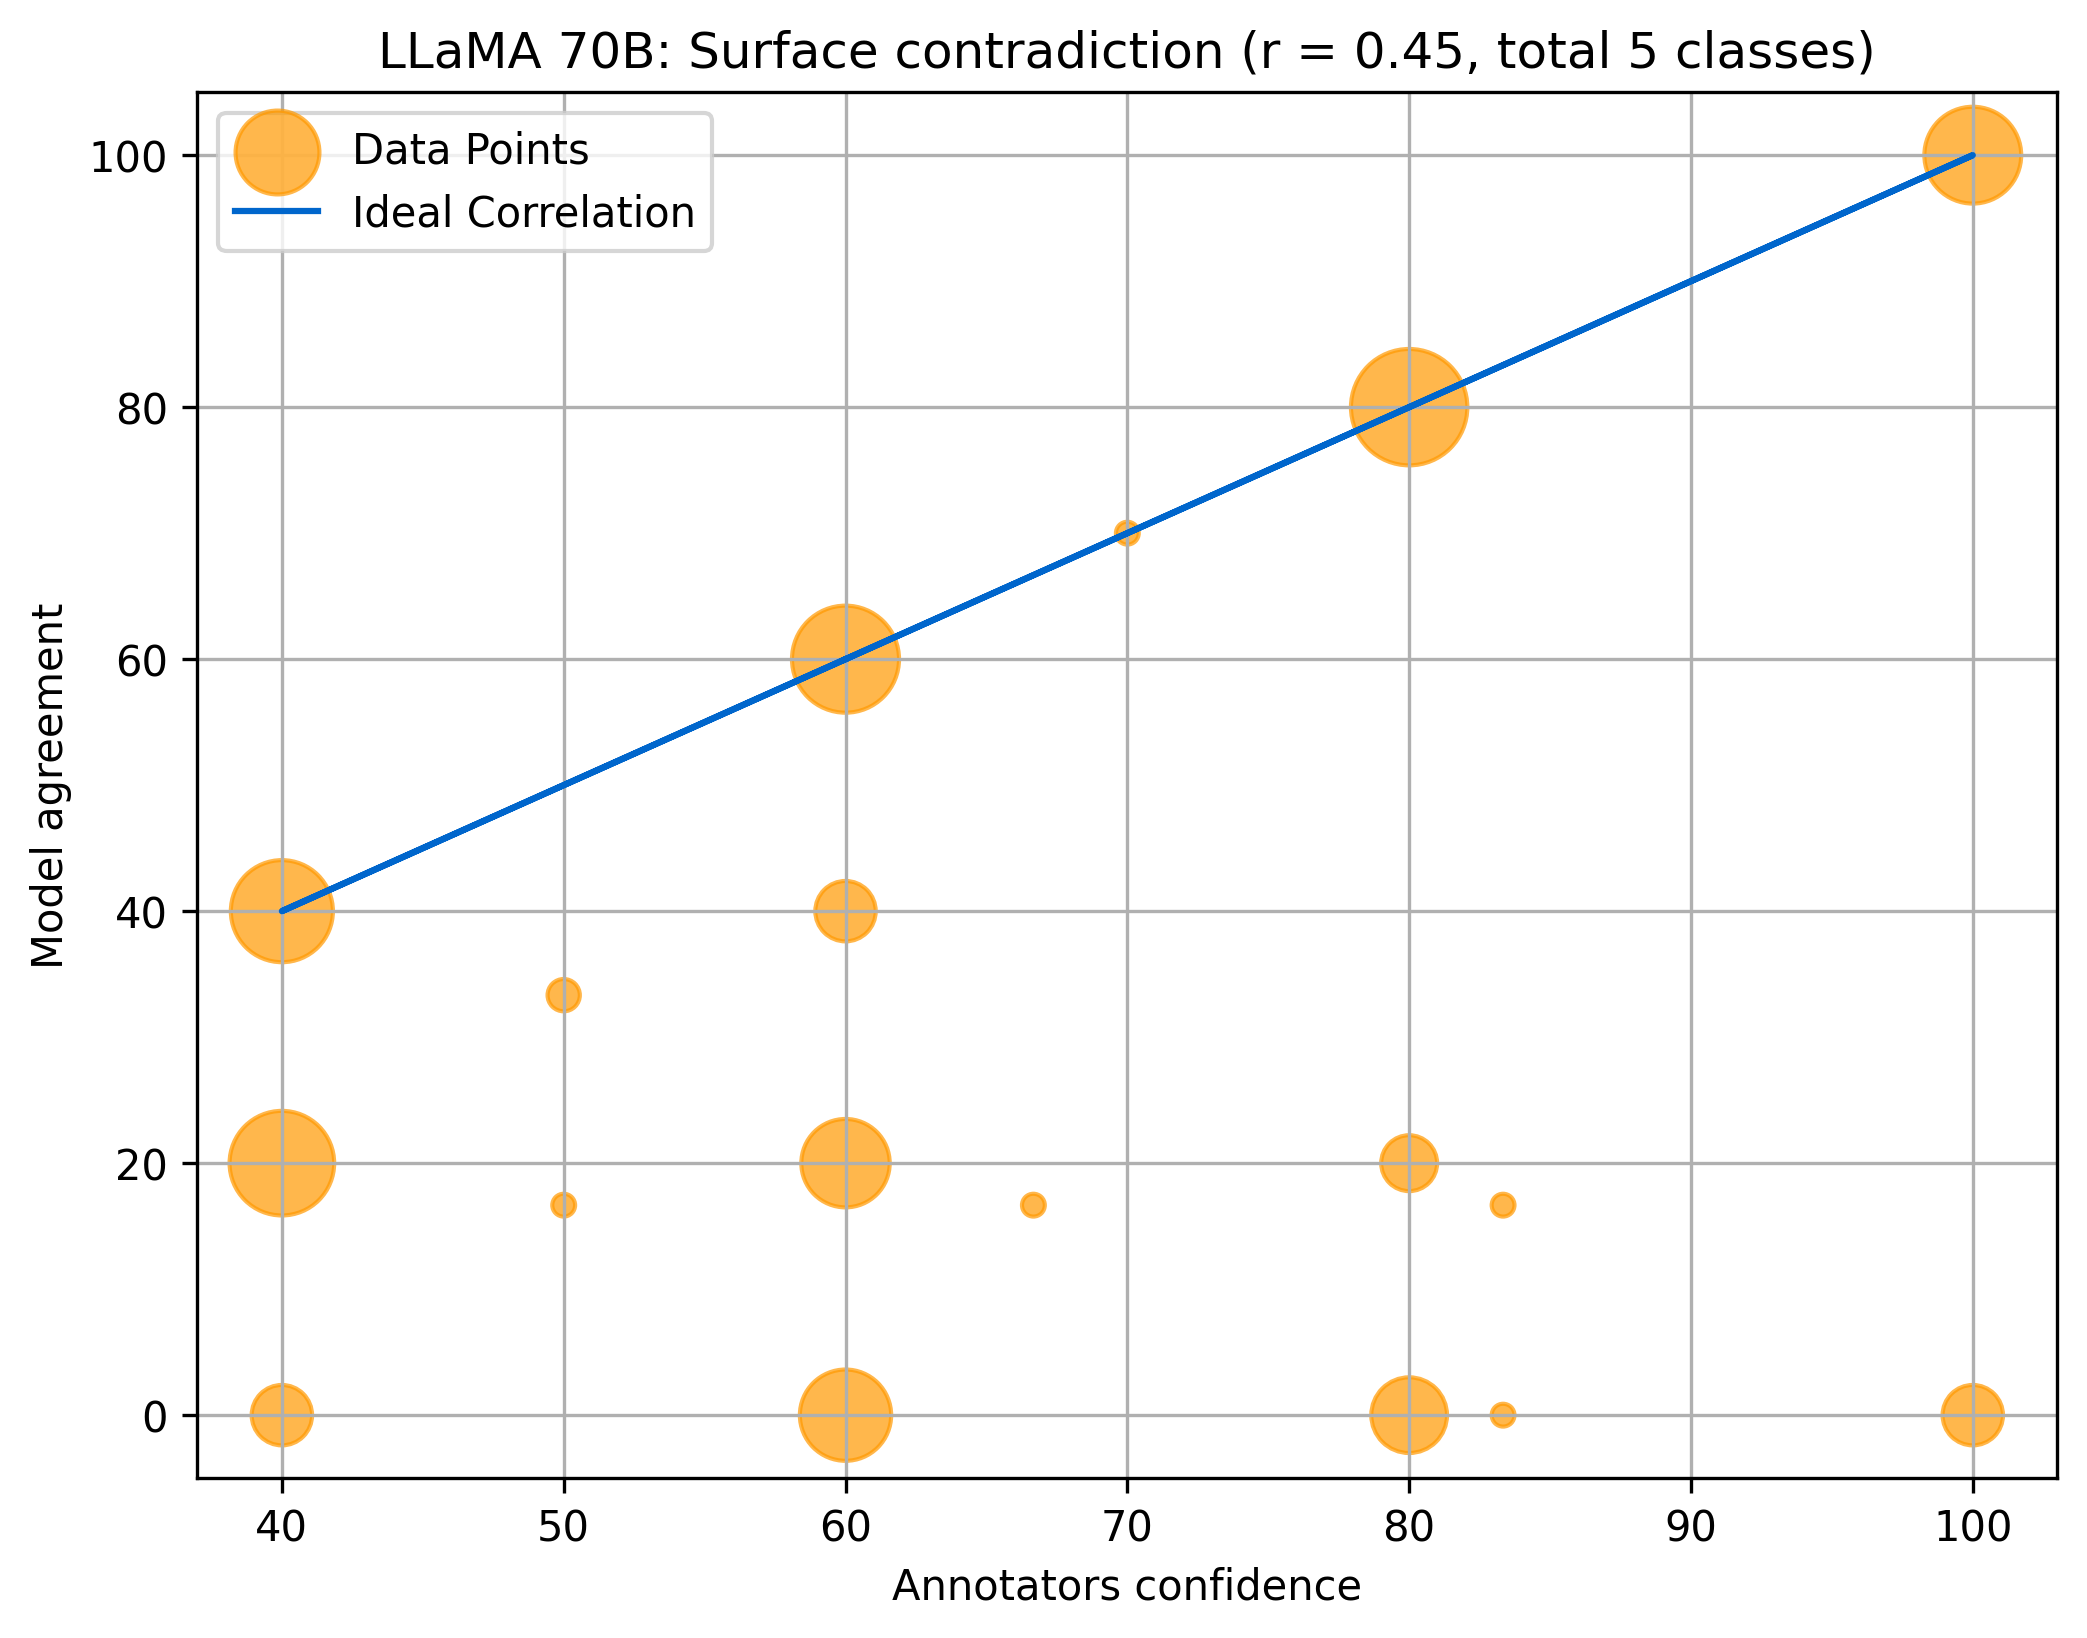 LLaMA 70B: Surface contradiction (r = 0.45, total 5 classes)
Data Points
Ideal Correlation
100
80
60
40
20
0
Model agreement
40 50 60 70 80 90 100
Annotators confidence